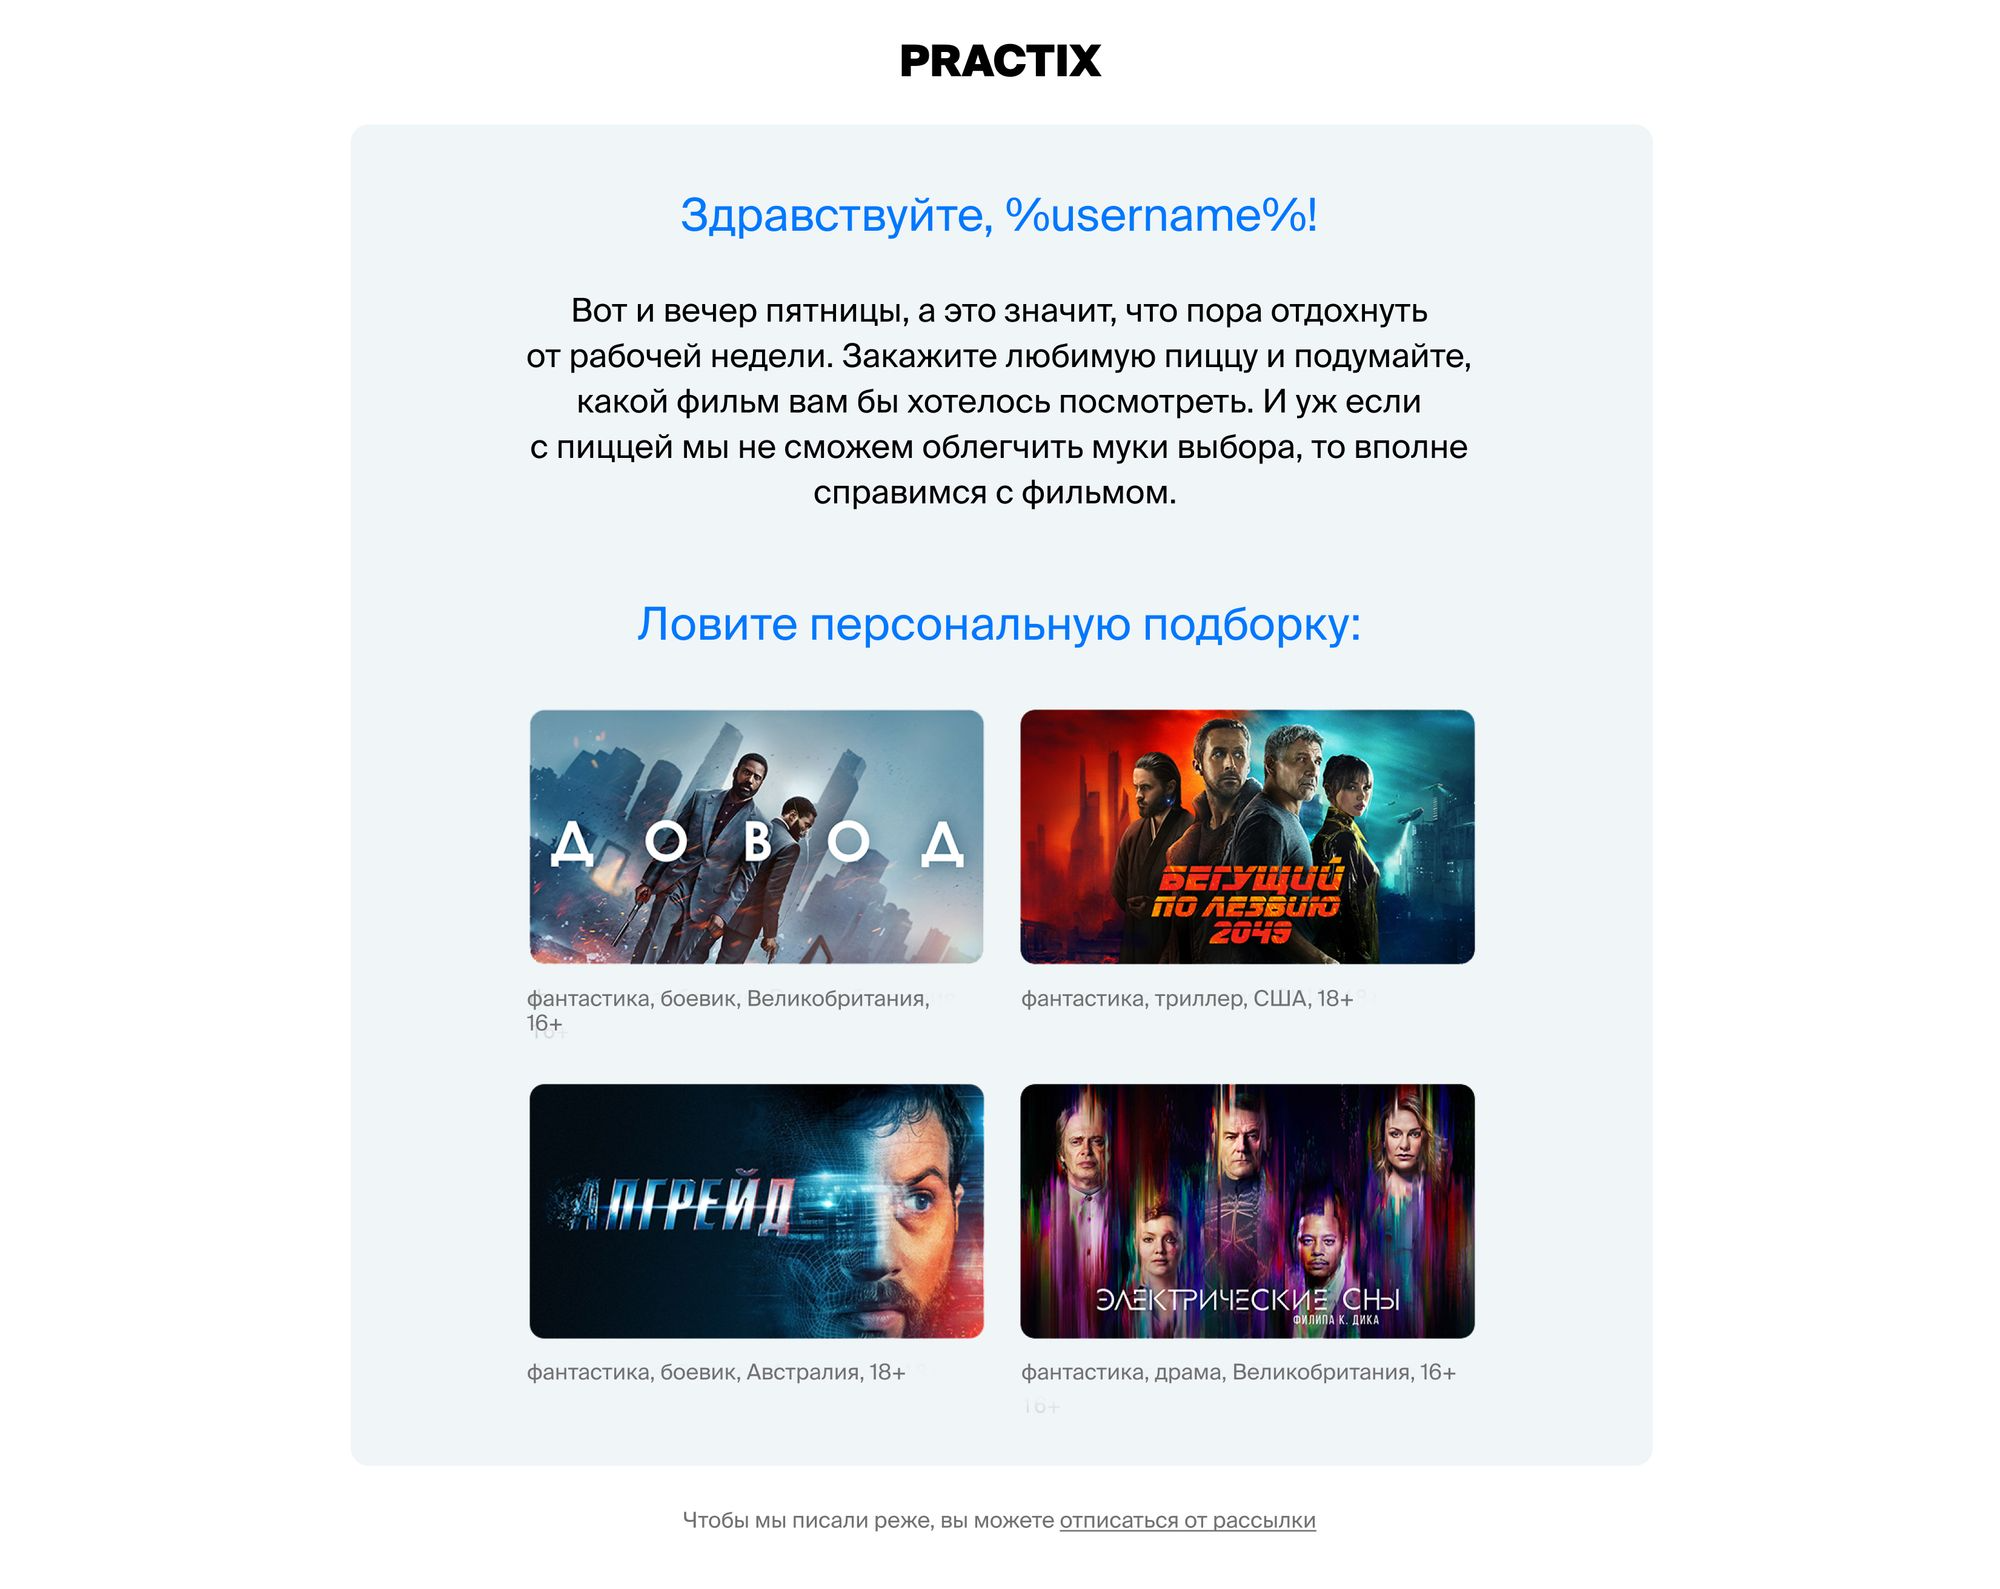 PRACTIX
Здравствуйте, %username%!
Вот и вечер пятницы, а это значит, что пора отдохнуть
от рабочей недели. Закажите любимую пиццу и подумайте,
какой фильм вам бы хотелось посмотреть. И уж если
с пиццей мы не сможем облегчить муки выбора, то вполне
справимся с фильмом.
Ловите персональную подборку:
ДОВОД
БЕГУЩИЙ
ПО ЛЕЗВИЮ
2049
фантастика, боевик, Великобритания,
16+
16+
фантастика, триллер, США, 18+
АПГРЕЙД
ЭЛЕКТРИЧЕСКИЕ СНЫ
ФИЛИПА К. ДИКА
фантастика, боевик, Австралия, 18+
фантастика, драма, Великобритания, 16+
16+
Чтобы мы писали реже, вы можете отписаться от рассылки